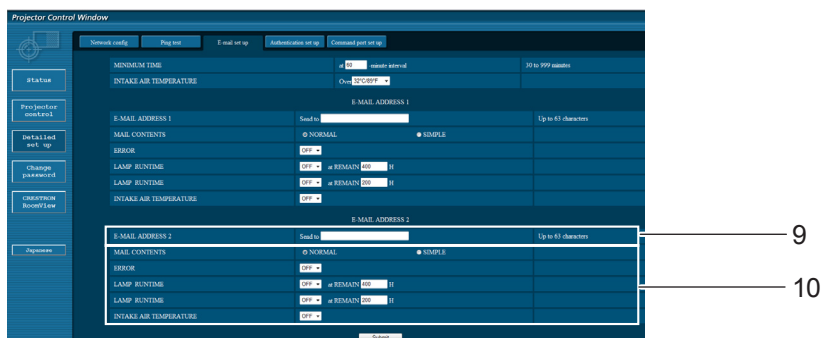 Projector Control Window
Network config Ping test E-mail set up Authentication set up Command port set up
MINIMUM TIME at 60 -minute interval 30 to 999 minutes
INTAKE AIR TEMPERATURE Over 32°C/89°F
Status
E-MAIL ADDRESS 1
Projector
control
E-MAIL ADDRESS 1 Send to Up to 63 characters
MAIL CONTENTS NORMAL SIMPLE
Detailed
set up
ERROR OFF
LAMP RUNTIME OFF at REMAIN 400 H
Change
password
LAMP RUNTIME OFF at REMAIN 200 H
INTAKE AIR TEMPERATURE OFF
CRESTRON
RoomView
E-MAIL ADDRESS 2
E-MAIL ADDRESS 2 Send to Up to 63 characters
9
Japanese
MAIL CONTENTS NORMAL SIMPLE
ERROR OFF
LAMP RUNTIME OFF at REMAIN 400 H
10
LAMP RUNTIME OFF at REMAIN 200 H
INTAKE AIR TEMPERATURE OFF
Submit